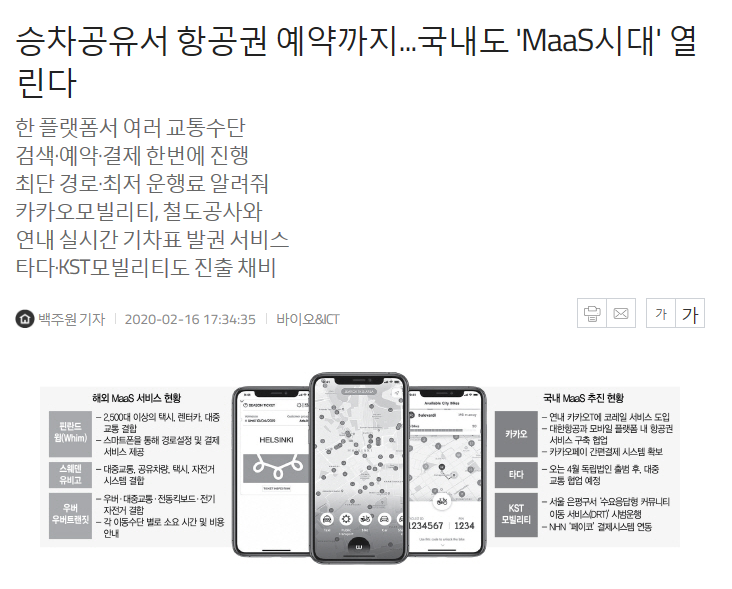 승차공유서 항공권 예약까지...국내도 'MaaS시대' 열
린다
한 플랫폼서 여러 교통수단
검색·예약·결제 한번에 진행
최단 경로·최저 운행료 알려줘
카카오모빌리티, 철도공사와
연내 실시간 기차표 발권 서비스
타다·KST모빌리티도 진출 채비
백주원 기자 2020-02-16 17:34:35 바이오&ICT
가 가
해외 MaaS 서비스 현황
핀란드
윔(Whim)
– 2,500대 이상의 택시, 렌터카, 대중
교통 결합
– 스마트폰을 통해 경로설정 및 결제
서비스 제공
스웨덴
유비고
– 대중교통, 공유차량, 택시, 자전거
시스템 결합
우버
우버트랜짓
– 우버·대중교통·전동킥보드·전기
자전거 결합
– 각 이동수단 별로 소요 시간 및 비용
안내
SEASON TICKET
HELSINKI
Available City Bikes
1234567
1234
국내 MaaS 추진 현황
카카오
– 연내 카카오T에 코레일 서비스 도입
– 대한항공과 모바일 플랫폼 내 항공권
서비스 구축 협업
– 카카오페이 간편결제 시스템 확보
타다
– 오는 4월 독립법인 출범 후, 대중
교통 협업 예정
KST
모빌리티
– 서울 은평구서 '수요응답형 커뮤니티
이동 서비스(DRT)' 시범운행
– NHN '페이코' 결제시스템 연동